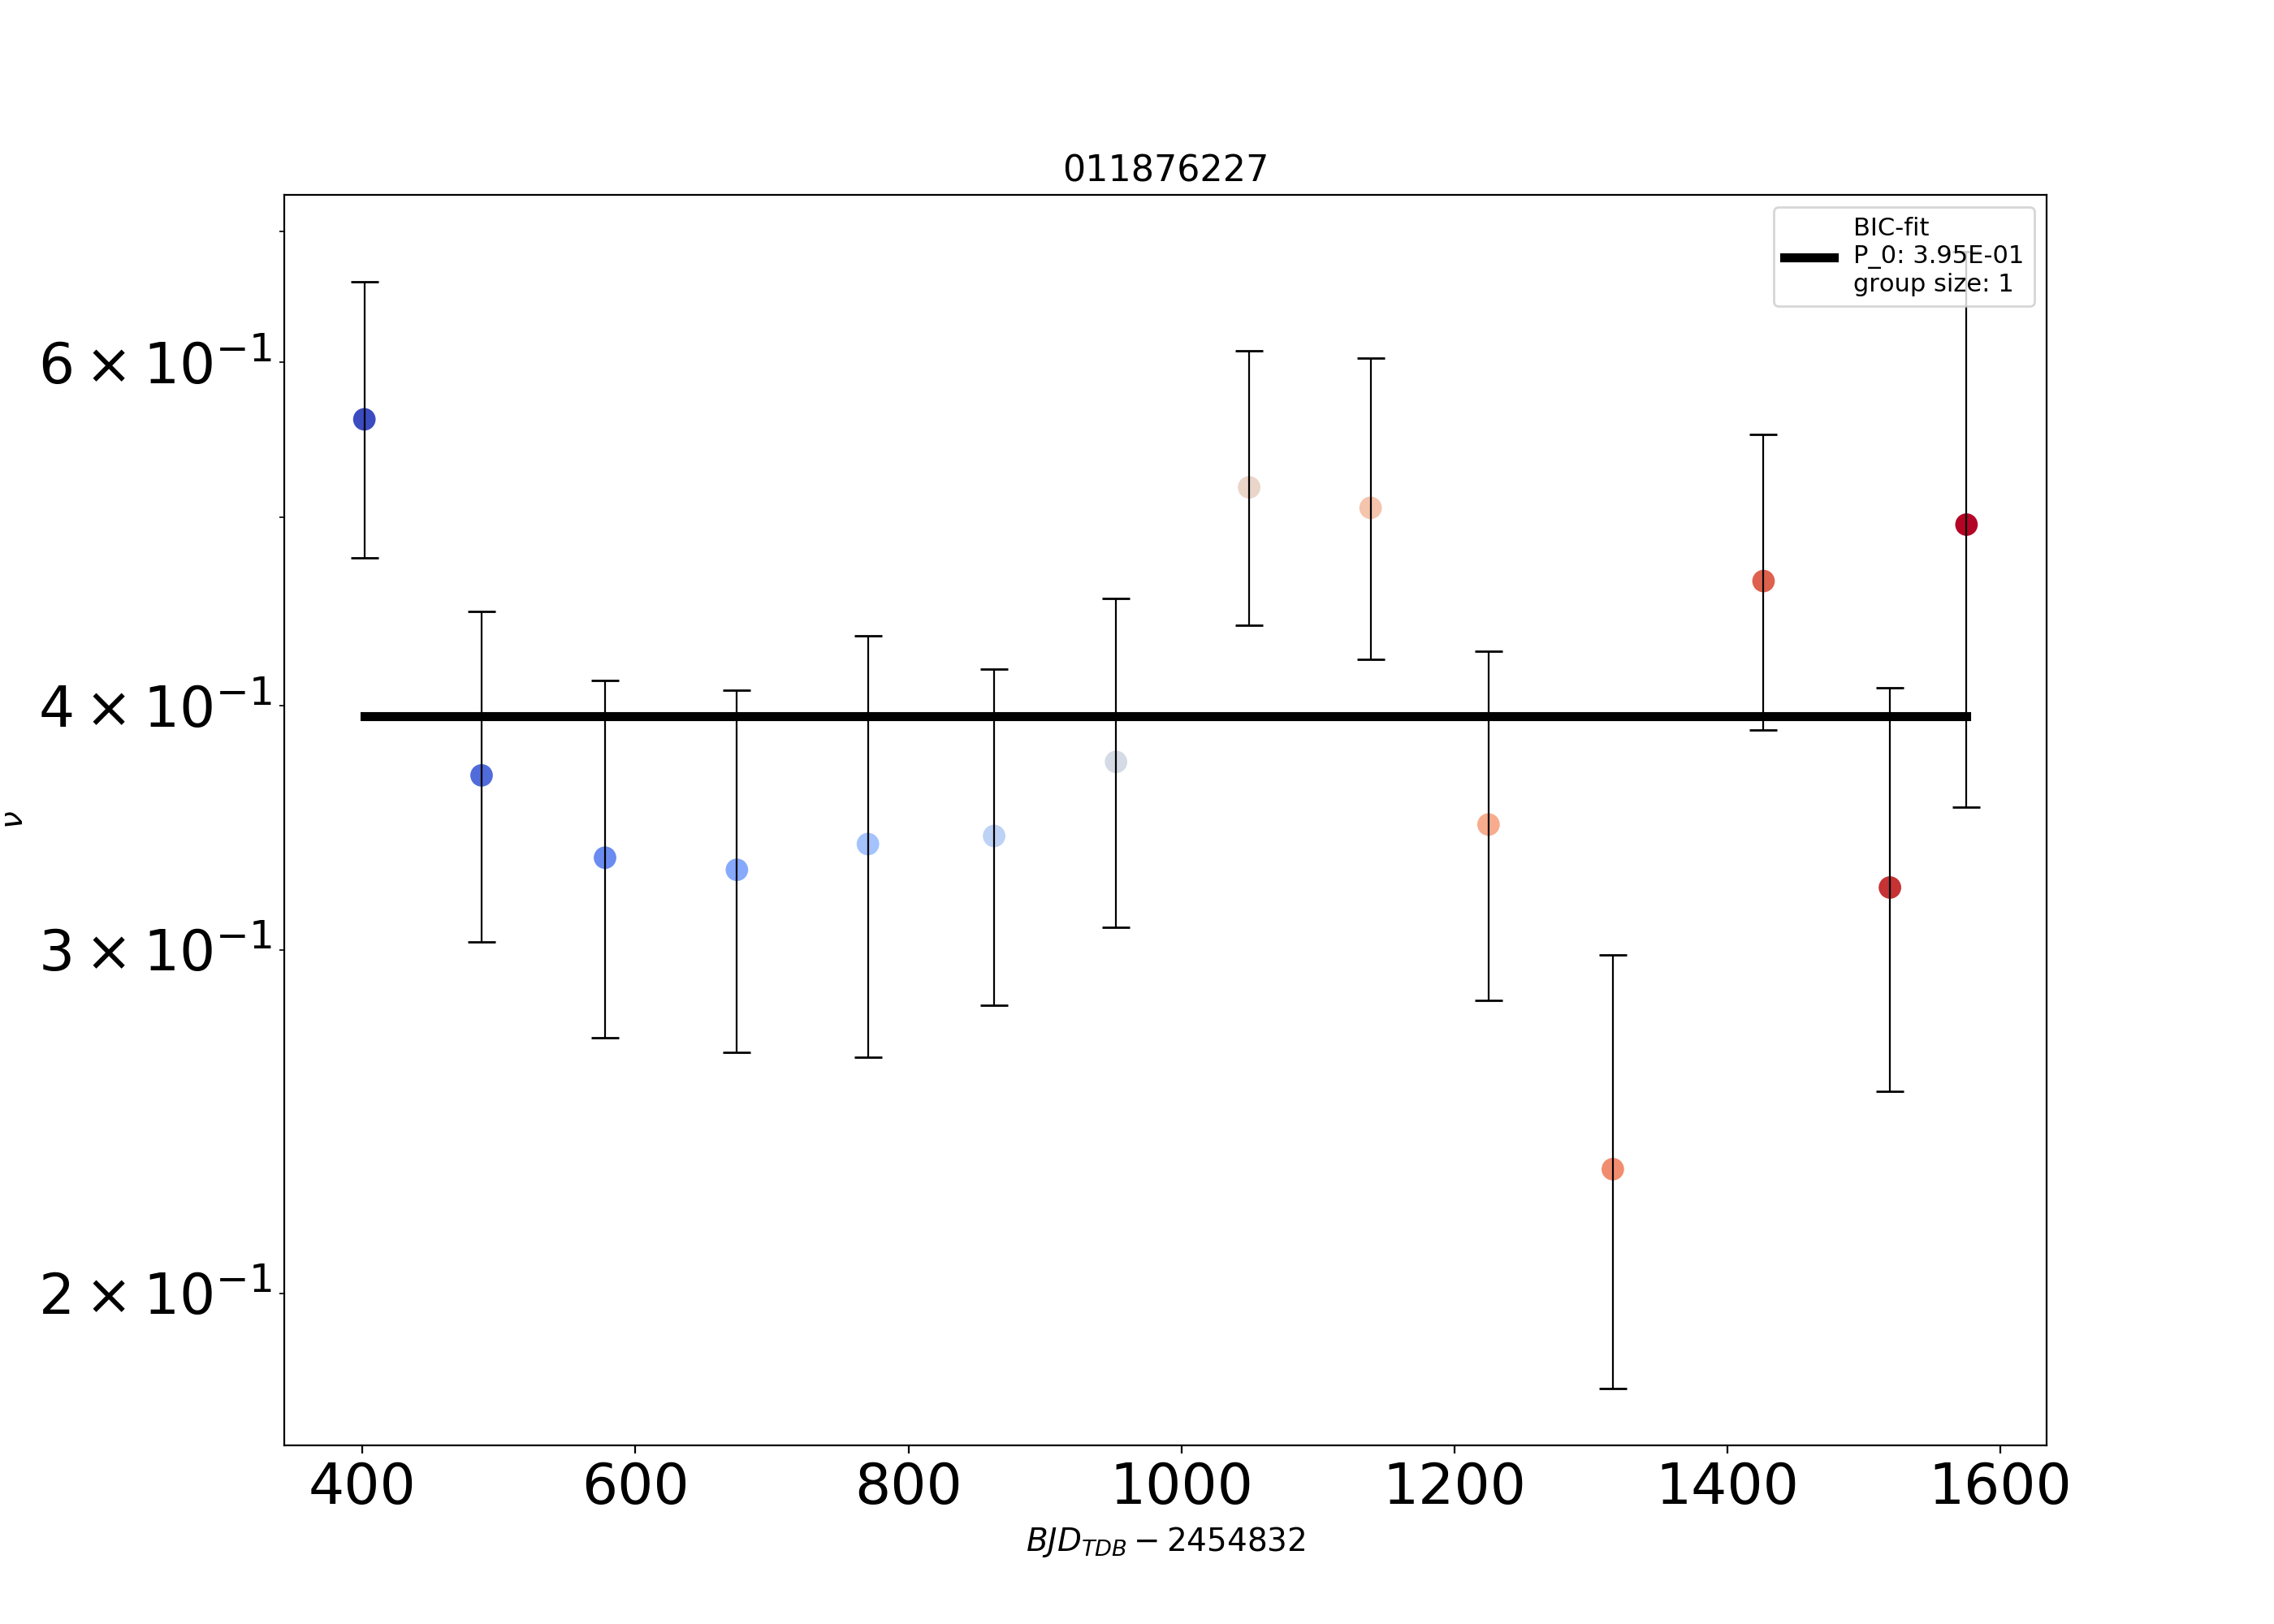 011876227
BIC-fit
P_0: 3.95E-01
group size: 1
6 × 10⁻¹
4 × 10⁻¹
3 × 10⁻¹
2 × 10⁻¹
ν
400 600 800 1000 1200 1400 1600
BJD_TDB − 2454832